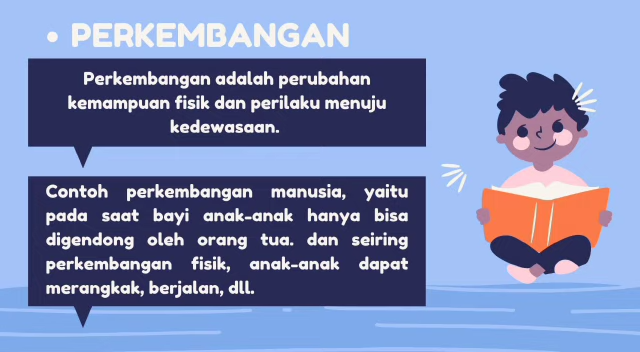 • PERKEMBANGAN
Perkembangan adalah perubahan
kemampuan fisik dan perilaku menuju
kedewasaan.
Contoh perkembangan manusia, yaitu
pada saat bayi anak-anak hanya bisa
digendong oleh orang tua. dan seiring
perkembangan fisik, anak-anak dapat
merangkak, berjalan, dll.